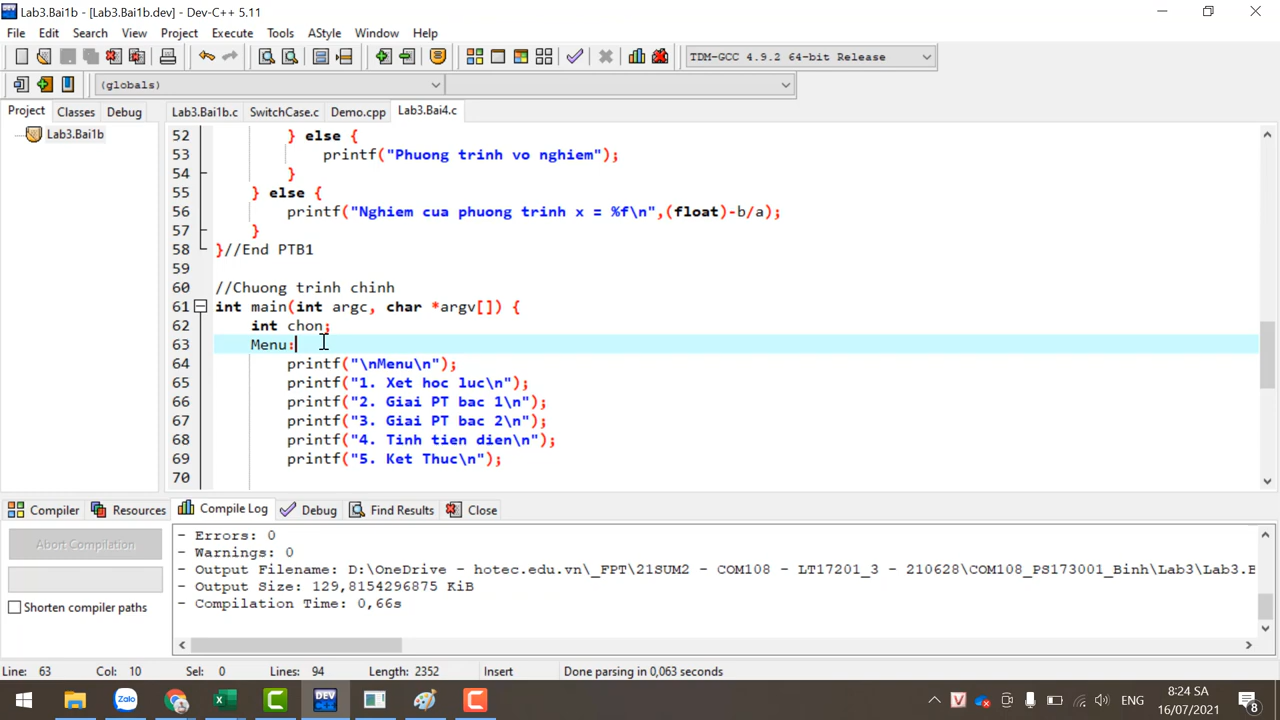 Lab3.Bai1b - [Lab3.Bai1b.dev] - Dev-C++ 5.11
File Edit Search View Project Execute Tools AStyle Window Help
TDM-GCC 4.9.2 64-bit Release
(globals)
Project Classes Debug
Lab3.Bai1b.c SwitchCase.c Demo.cpp Lab3.Bai4.c
Lab3.Bai1b
52 } else {
53 printf("Phuong trinh vo nghiem");
54 }
55 } else {
56 printf("Nghiem cua phuong trinh x = %f\n",(float)-b/a);
57 }
58 }//End PTB1
59
60 //Chuong trinh chinh
61 int main(int argc, char *argv[]) {
62 int chon;
63 Menu:
64 printf("\nMenu\n");
65 printf("1. Xet hoc luc\n");
66 printf("2. Giai PT bac 1\n");
67 printf("3. Giai PT bac 2\n");
68 printf("4. Tinh tien dien\n");
69 printf("5. Ket Thuc\n");
70
Compiler Resources Compile Log Debug Find Results Close
Abort Compilation
Shorten compiler paths
- Errors: 0
- Warnings: 0
- Output Filename: D:\OneDrive - hotec.edu.vn\_FPT\21SUM2 - COM108 - LT17201_3 - 210628\COM108_PS173001_Binh\Lab3\Lab3.B
- Output Size: 129,8154296875 KiB
- Compilation Time: 0,66s
Line: 63 Col: 10 Sel: 0 Lines: 94 Length: 2352 Insert Done parsing in 0,063 seconds
Zalo
DEV
ENG
8:24 SA
16/07/2021
8